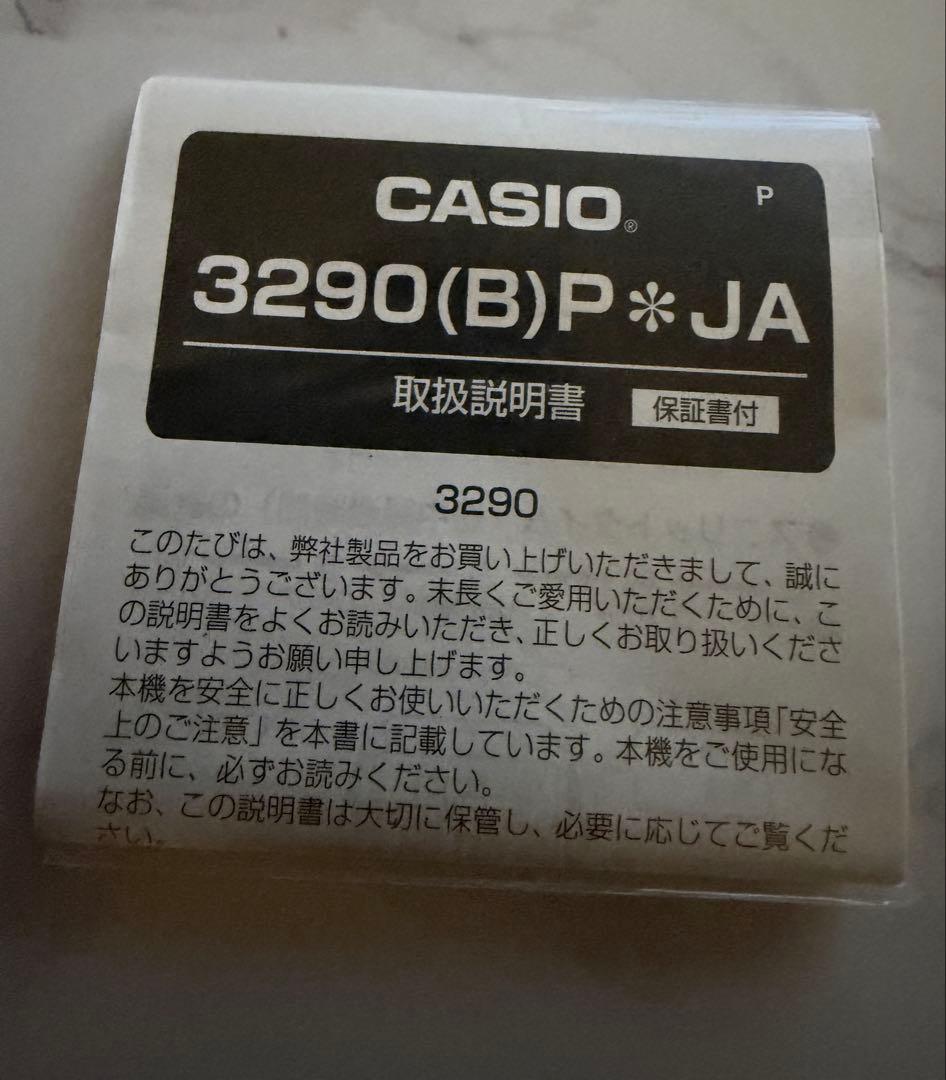 CASIO®
P
3290(B)P*JA
取扱説明書
保証書付
3290
このたびは、弊社製品をお買い上げいただきまして、誠に
ありがとうございます。末長くご愛用いただくために、こ
の説明書をよくお読みいただき、正しくお取り扱いくださ
いますようお願い申し上げます。
本機を安全に正しくお使いいただくための注意事項「安全
上のご注意」を本書に記載しています。本機をご使用にな
る前に、必ずお読みください。
なお、この説明書は大切に保管し、必要に応じてご覧くだ
さい。